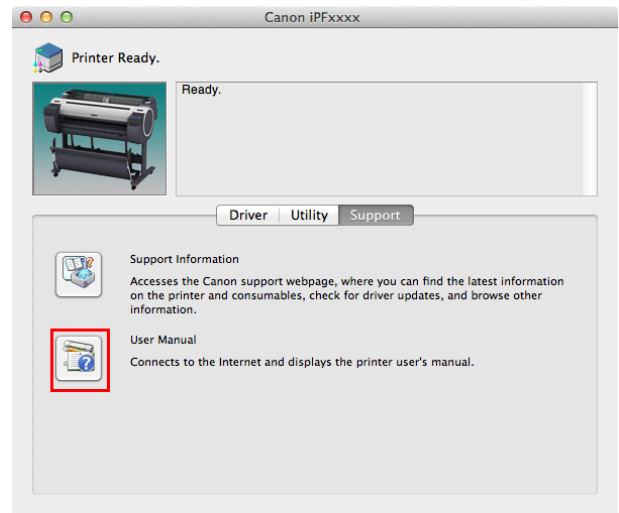 Canon iPFxxxx
Printer Ready.
Ready.
Driver Utility Support
Support Information
Accesses the Canon support webpage, where you can find the latest information
on the printer and consumables, check for driver updates, and browse other
information.
User Manual
Connects to the Internet and displays the printer user's manual.